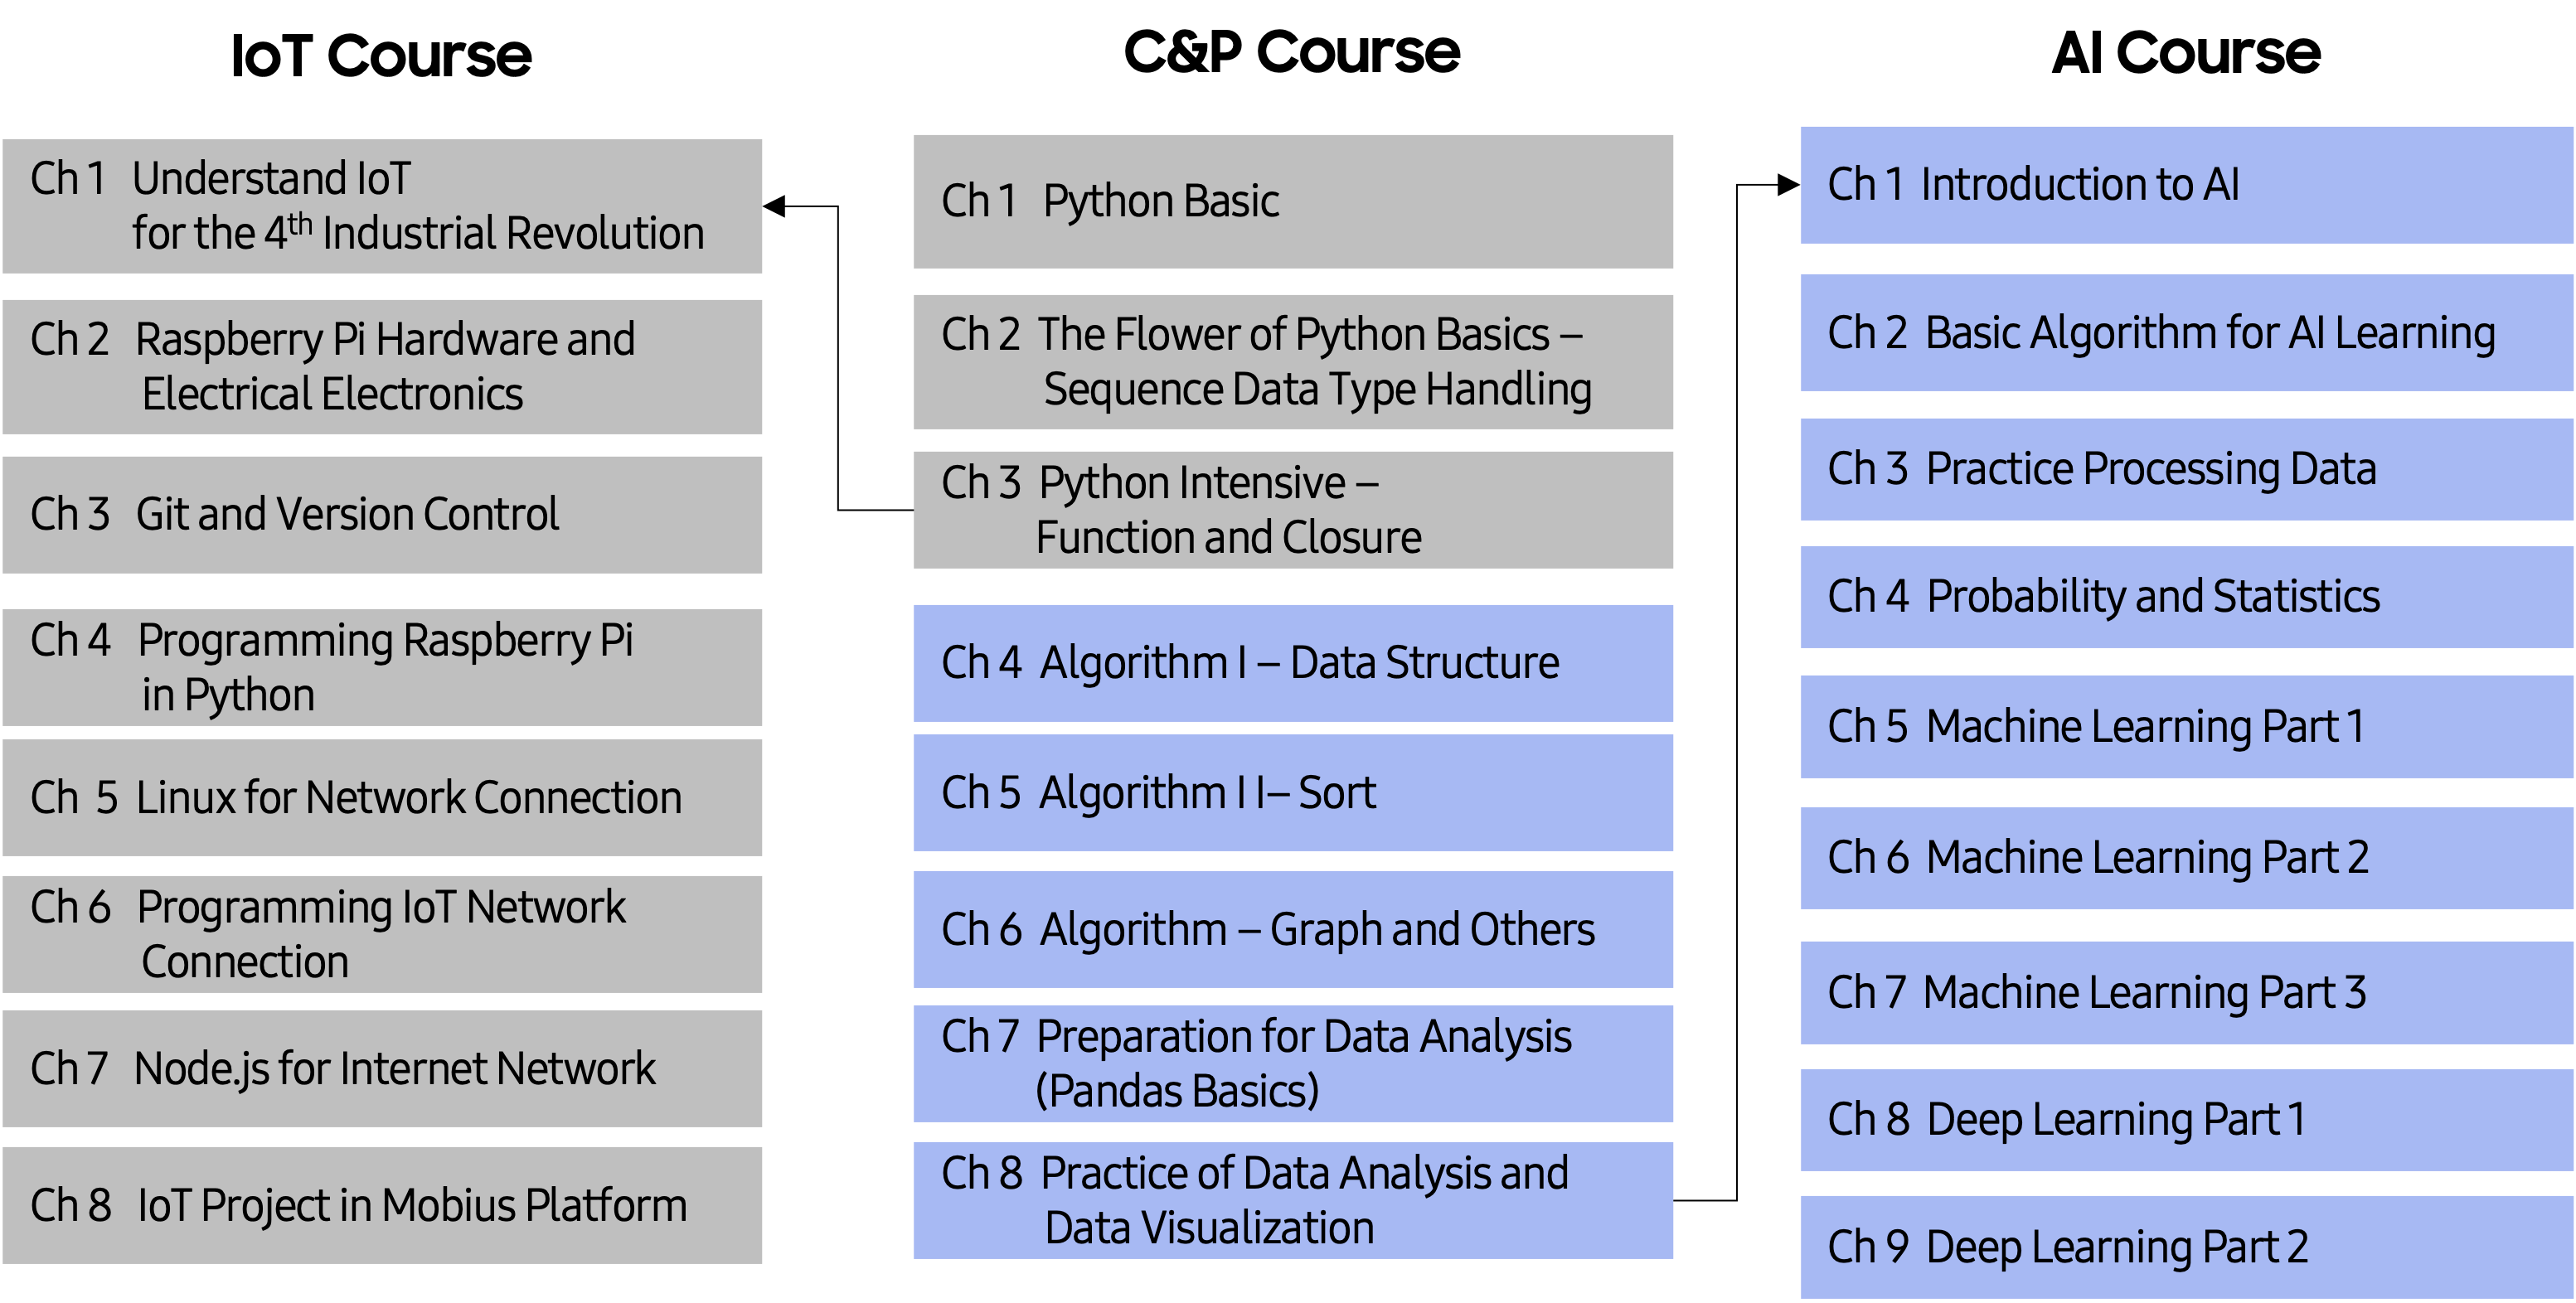 IoT Course
Ch 1 Understand IoT
for the 4th Industrial Revolution
Ch 2 Raspberry Pi Hardware and
Electrical Electronics
Ch 3 Git and Version Control
Ch 4 Programming Raspberry Pi
in Python
Ch 5 Linux for Network Connection
Ch 6 Programming IoT Network
Connection
Ch 7 Node.js for Internet Network
Ch 8 IoT Project in Mobius Platform
C&P Course
Ch 1 Python Basic
Ch 2 The Flower of Python Basics –
Sequence Data Type Handling
Ch 3 Python Intensive –
Function and Closure
Ch 4 Algorithm I – Data Structure
Ch 5 Algorithm I I– Sort
Ch 6 Algorithm – Graph and Others
Ch 7 Preparation for Data Analysis
(Pandas Basics)
Ch 8 Practice of Data Analysis and
Data Visualization
AI Course
Ch 1 Introduction to AI
Ch 2 Basic Algorithm for AI Learning
Ch 3 Practice Processing Data
Ch 4 Probability and Statistics
Ch 5 Machine Learning Part 1
Ch 6 Machine Learning Part 2
Ch 7 Machine Learning Part 3
Ch 8 Deep Learning Part 1
Ch 9 Deep Learning Part 2